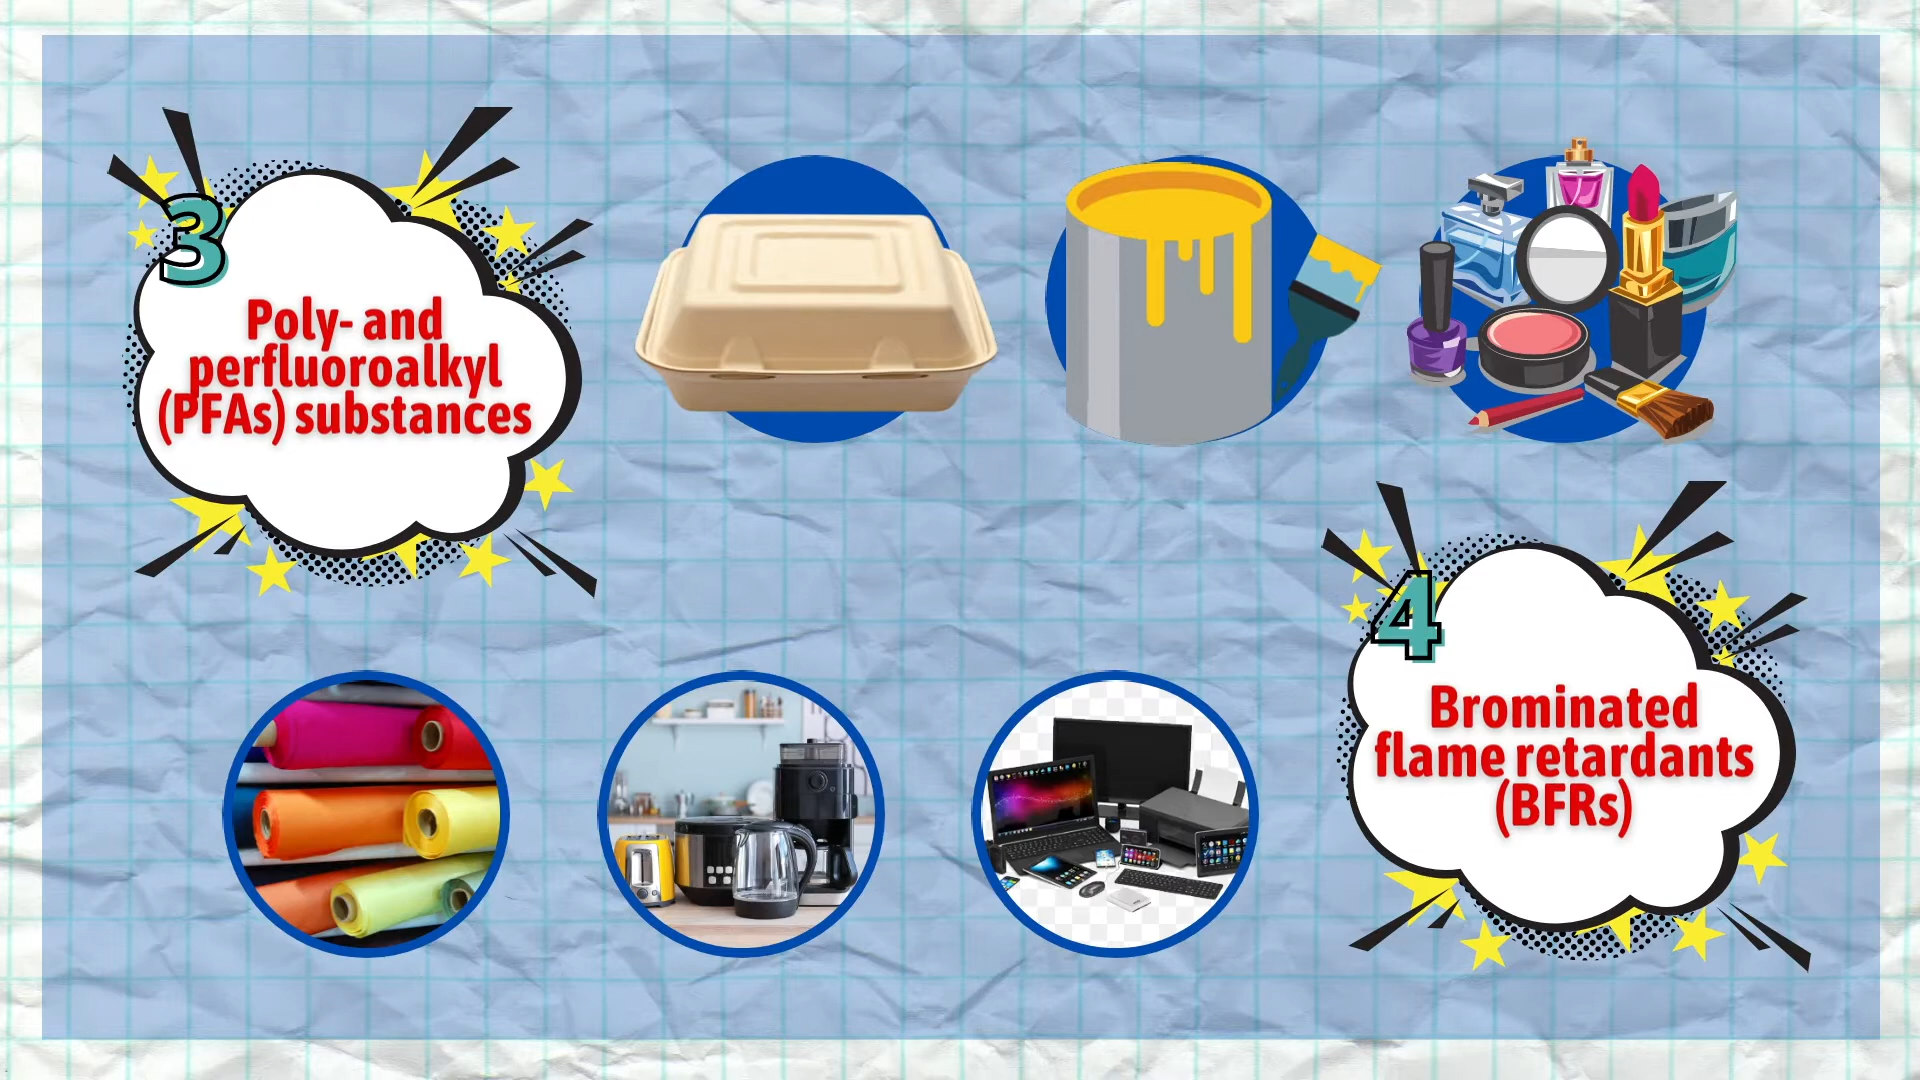 3
Poly- and
perfluoroalkyl
(PFAs) substances
4
Brominated
flame retardants
(BFRs)